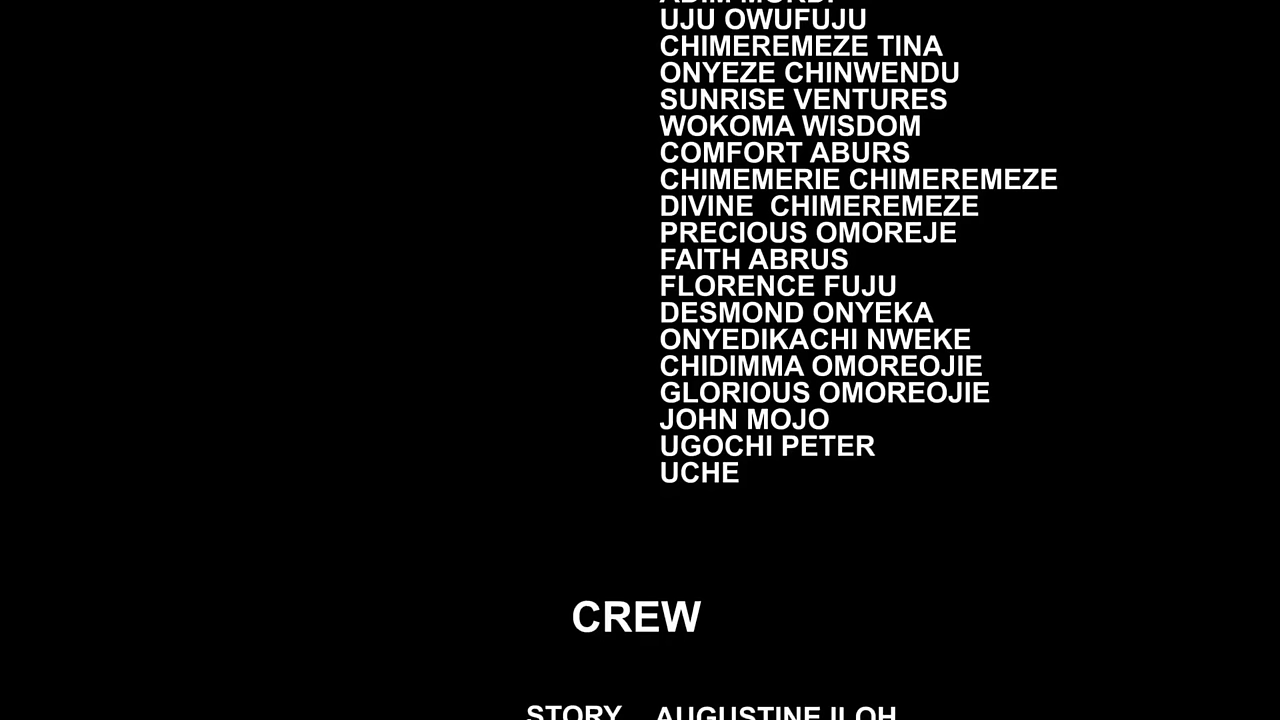 UJU OWUFUJU
CHIMEREMEZE TINA
ONYEZE CHINWENDU
SUNRISE VENTURES
WOKOMA WISDOM
COMFORT ABURS
CHIMEMERIE CHIMEREMEZE
DIVINE  CHIMEREMEZE
PRECIOUS OMOREJE
FAITH ABRUS
FLORENCE FUJU
DESMOND ONYEKA
ONYEDIKACHI NWEKE
CHIDIMMA OMOREOJIE
GLORIOUS OMOREOJIE
JOHN MOJO
UGOCHI PETER
UCHE
CREW
STORY AUGUSTINE ILOH